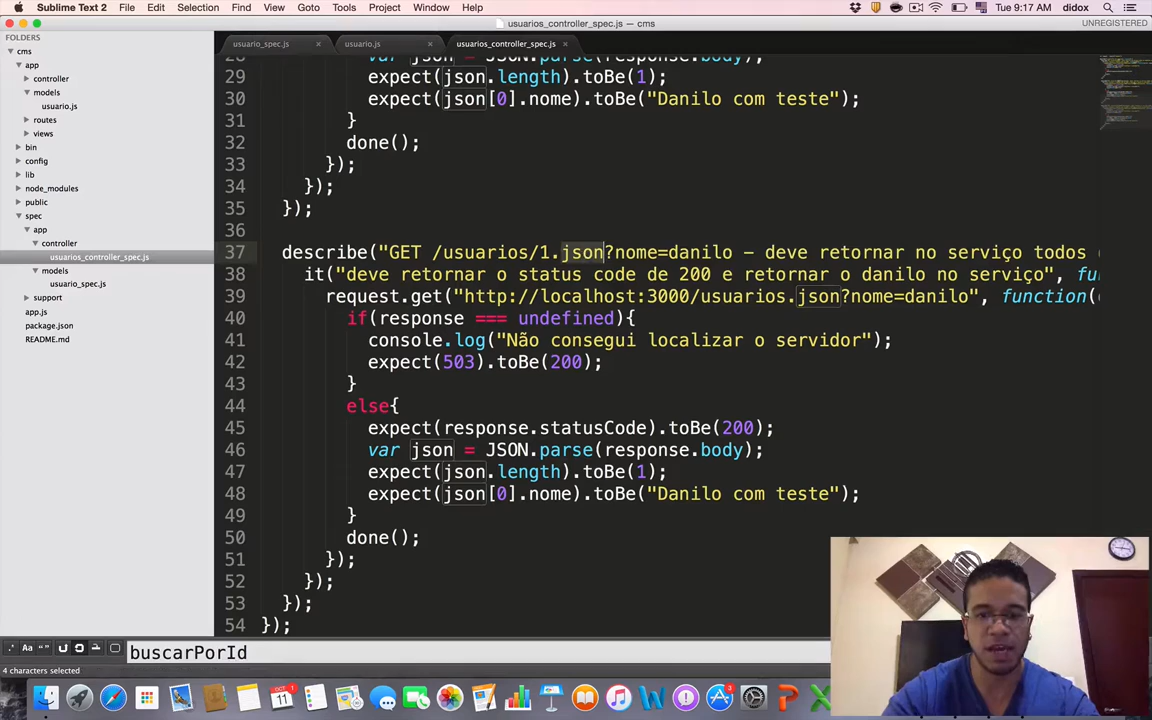 Sublime Text 2 File Edit Selection Find View Goto Tools Project Window Help Tue 9:17 AM didox
usuarios_controller_spec.js — cms UNREGISTERED
FOLDERS
usuario_spec.js × usuario.js × usuarios_controller_spec.js ×
cms
app
controller
models
usuario.js
routes
views
bin
config
lib
node_modules
public
spec
app
controller
usuarios_controller_spec.js
models
usuario_spec.js
support
app.js
package.json
README.md
28 var json = JSON.parse(response.body);
29 expect(json.length).toBe(1);
30 expect(json[0].nome).toBe("Danilo com teste");
31 }
32 done();
33 });
34 });
35 });
36
37 describe("GET /usuarios/1.json?nome=danilo - deve retornar no serviço todos
38 it("deve retornar o status code de 200 e retornar o danilo no serviço", fu
39 request.get("http://localhost:3000/usuarios.json?nome=danilo", function(
40 if(response === undefined){
41 console.log("Não consegui localizar o servidor");
42 expect(503).toBe(200);
43 }
44 else{
45 expect(response.statusCode).toBe(200);
46 var json = JSON.parse(response.body);
47 expect(json.length).toBe(1);
48 expect(json[0].nome).toBe("Danilo com teste");
49 }
50 done();
51 });
52 });
53 });
54 });
.* Aa “” buscarPorId
4 characters selected